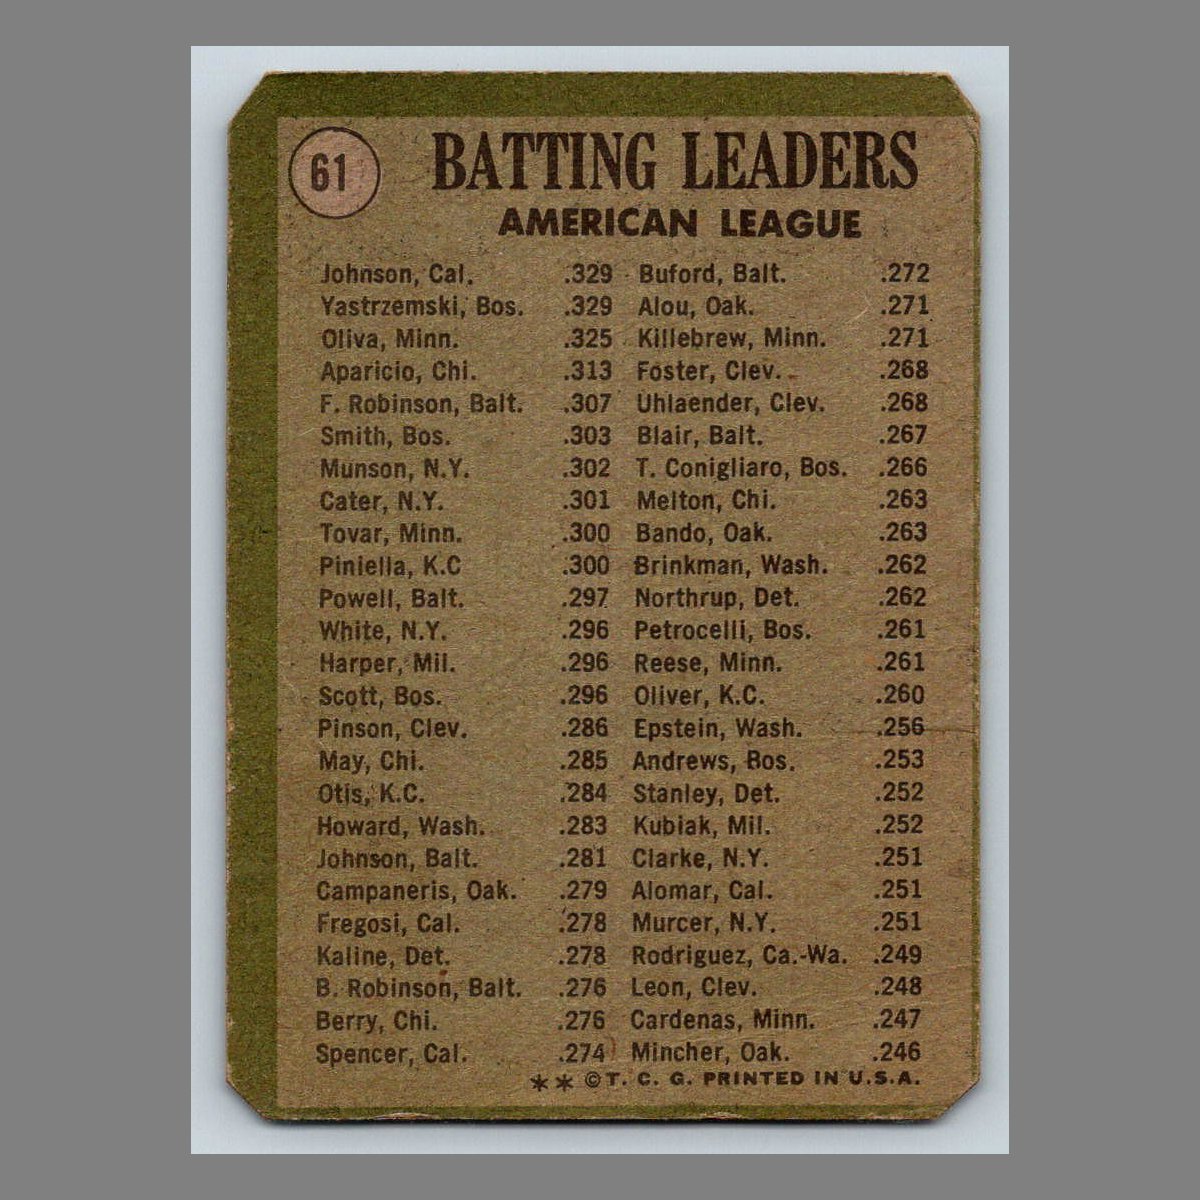 61
BATTING LEADERS
AMERICAN LEAGUE
Johnson, Cal. .329
Yastrzemski, Bos. .329
Oliva, Minn. .325
Aparicio, Chi. .313
F. Robinson, Balt. .307
Smith, Bos. .303
Munson, N.Y. .302
Cater, N.Y. .301
Tovar, Minn. .300
Piniella, K.C .300
Powell, Balt. .297
White, N.Y. .296
Harper, Mil. .296
Scott, Bos. .296
Pinson, Clev. .286
May, Chi. .285
Otis, K.C. .284
Howard, Wash. .283
Johnson, Balt. .281
Campaneris, Oak. .279
Fregosi, Cal. .278
Kaline, Det. .278
B. Robinson, Balt. .276
Berry, Chi. .276
Spencer, Cal. .274
Buford, Balt. .272
Alou, Oak. .271
Killebrew, Minn. .271
Foster, Clev. .268
Uhlaender, Clev. .268
Blair, Balt. .267
T. Conigliaro, Bos. .266
Melton, Chi. .263
Bando, Oak. .263
Brinkman, Wash. .262
Northrup, Det. .262
Petrocelli, Bos. .261
Reese, Minn. .261
Oliver, K.C. .260
Epstein, Wash. .256
Andrews, Bos. .253
Stanley, Det. .252
Kubiak, Mil. .252
Clarke, N.Y. .251
Alomar, Cal. .251
Murcer, N.Y. .251
Rodriguez, Ca.-Wa. .249
Leon, Clev. .248
Cardenas, Minn. .247
Mincher, Oak. .246
** ©T. C. G. PRINTED IN U.S.A.